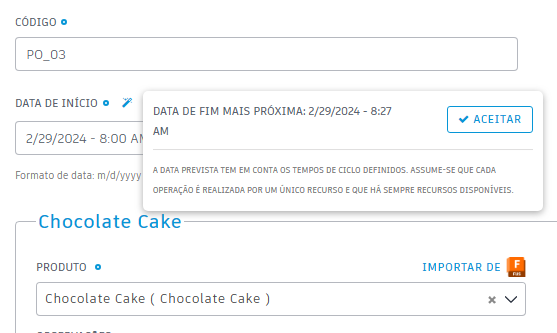 CÓDIGO
PO_03
DATA DE INÍCIO
DATA DE FIM MAIS PRÓXIMA: 2/29/2024 - 8:27
AM
ACEITAR
2/29/2024 - 8:00 AM
A DATA PREVISTA TEM EM CONTA OS TEMPOS DE CICLO DEFINIDOS. ASSUME-SE QUE CADA
OPERAÇÃO É REALIZADA POR UM ÚNICO RECURSO E QUE HÁ SEMPRE RECURSOS DISPONÍVEIS.
Formato de data: m/d/yyyy
Chocolate Cake
PRODUTO
IMPORTAR DE
F
Chocolate Cake ( Chocolate Cake )